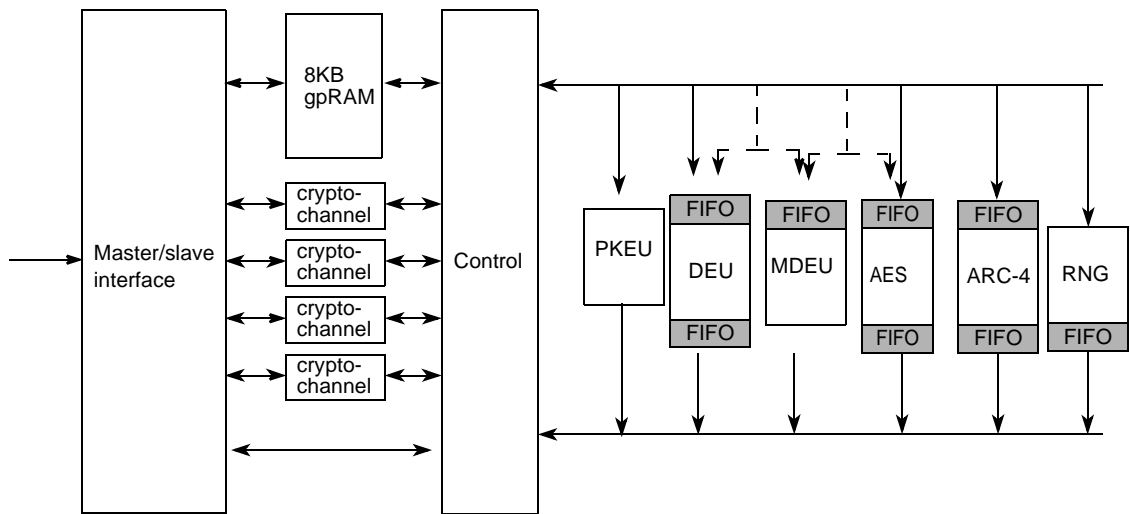 8KB
gpRAM
crypto-
channel
crypto-
channel
crypto-
channel
crypto-
channel
Master/slave
interface
Control
PKEU
FIFO
DEU
FIFO
FIFO
MDEU
FIFO
AES
FIFO
FIFO
ARC-4
FIFO
RNG
FIFO